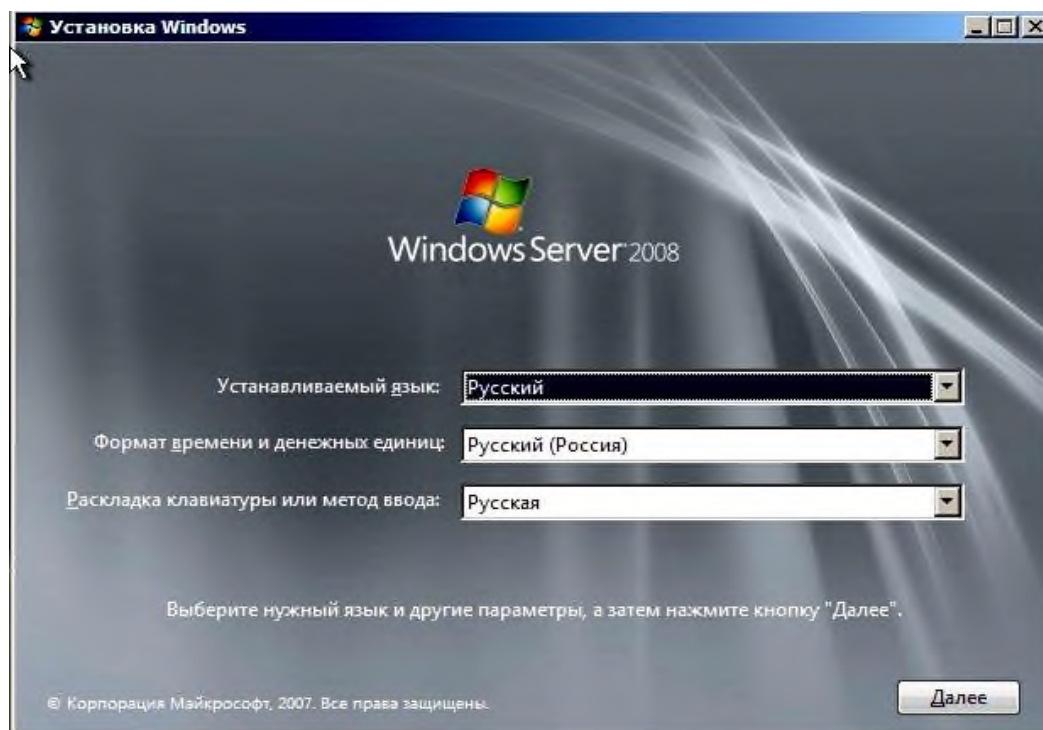 Установка Windows
Windows Server 2008
Устанавливаемый язык: Русский
Формат времени и денежных единиц: Русский (Россия)
Раскладка клавиатуры или метод ввода: Русская
Выберите нужный язык и другие параметры, а затем нажмите кнопку "Далее".
© Корпорация Майкрософт, 2007. Все права защищены.
Далее